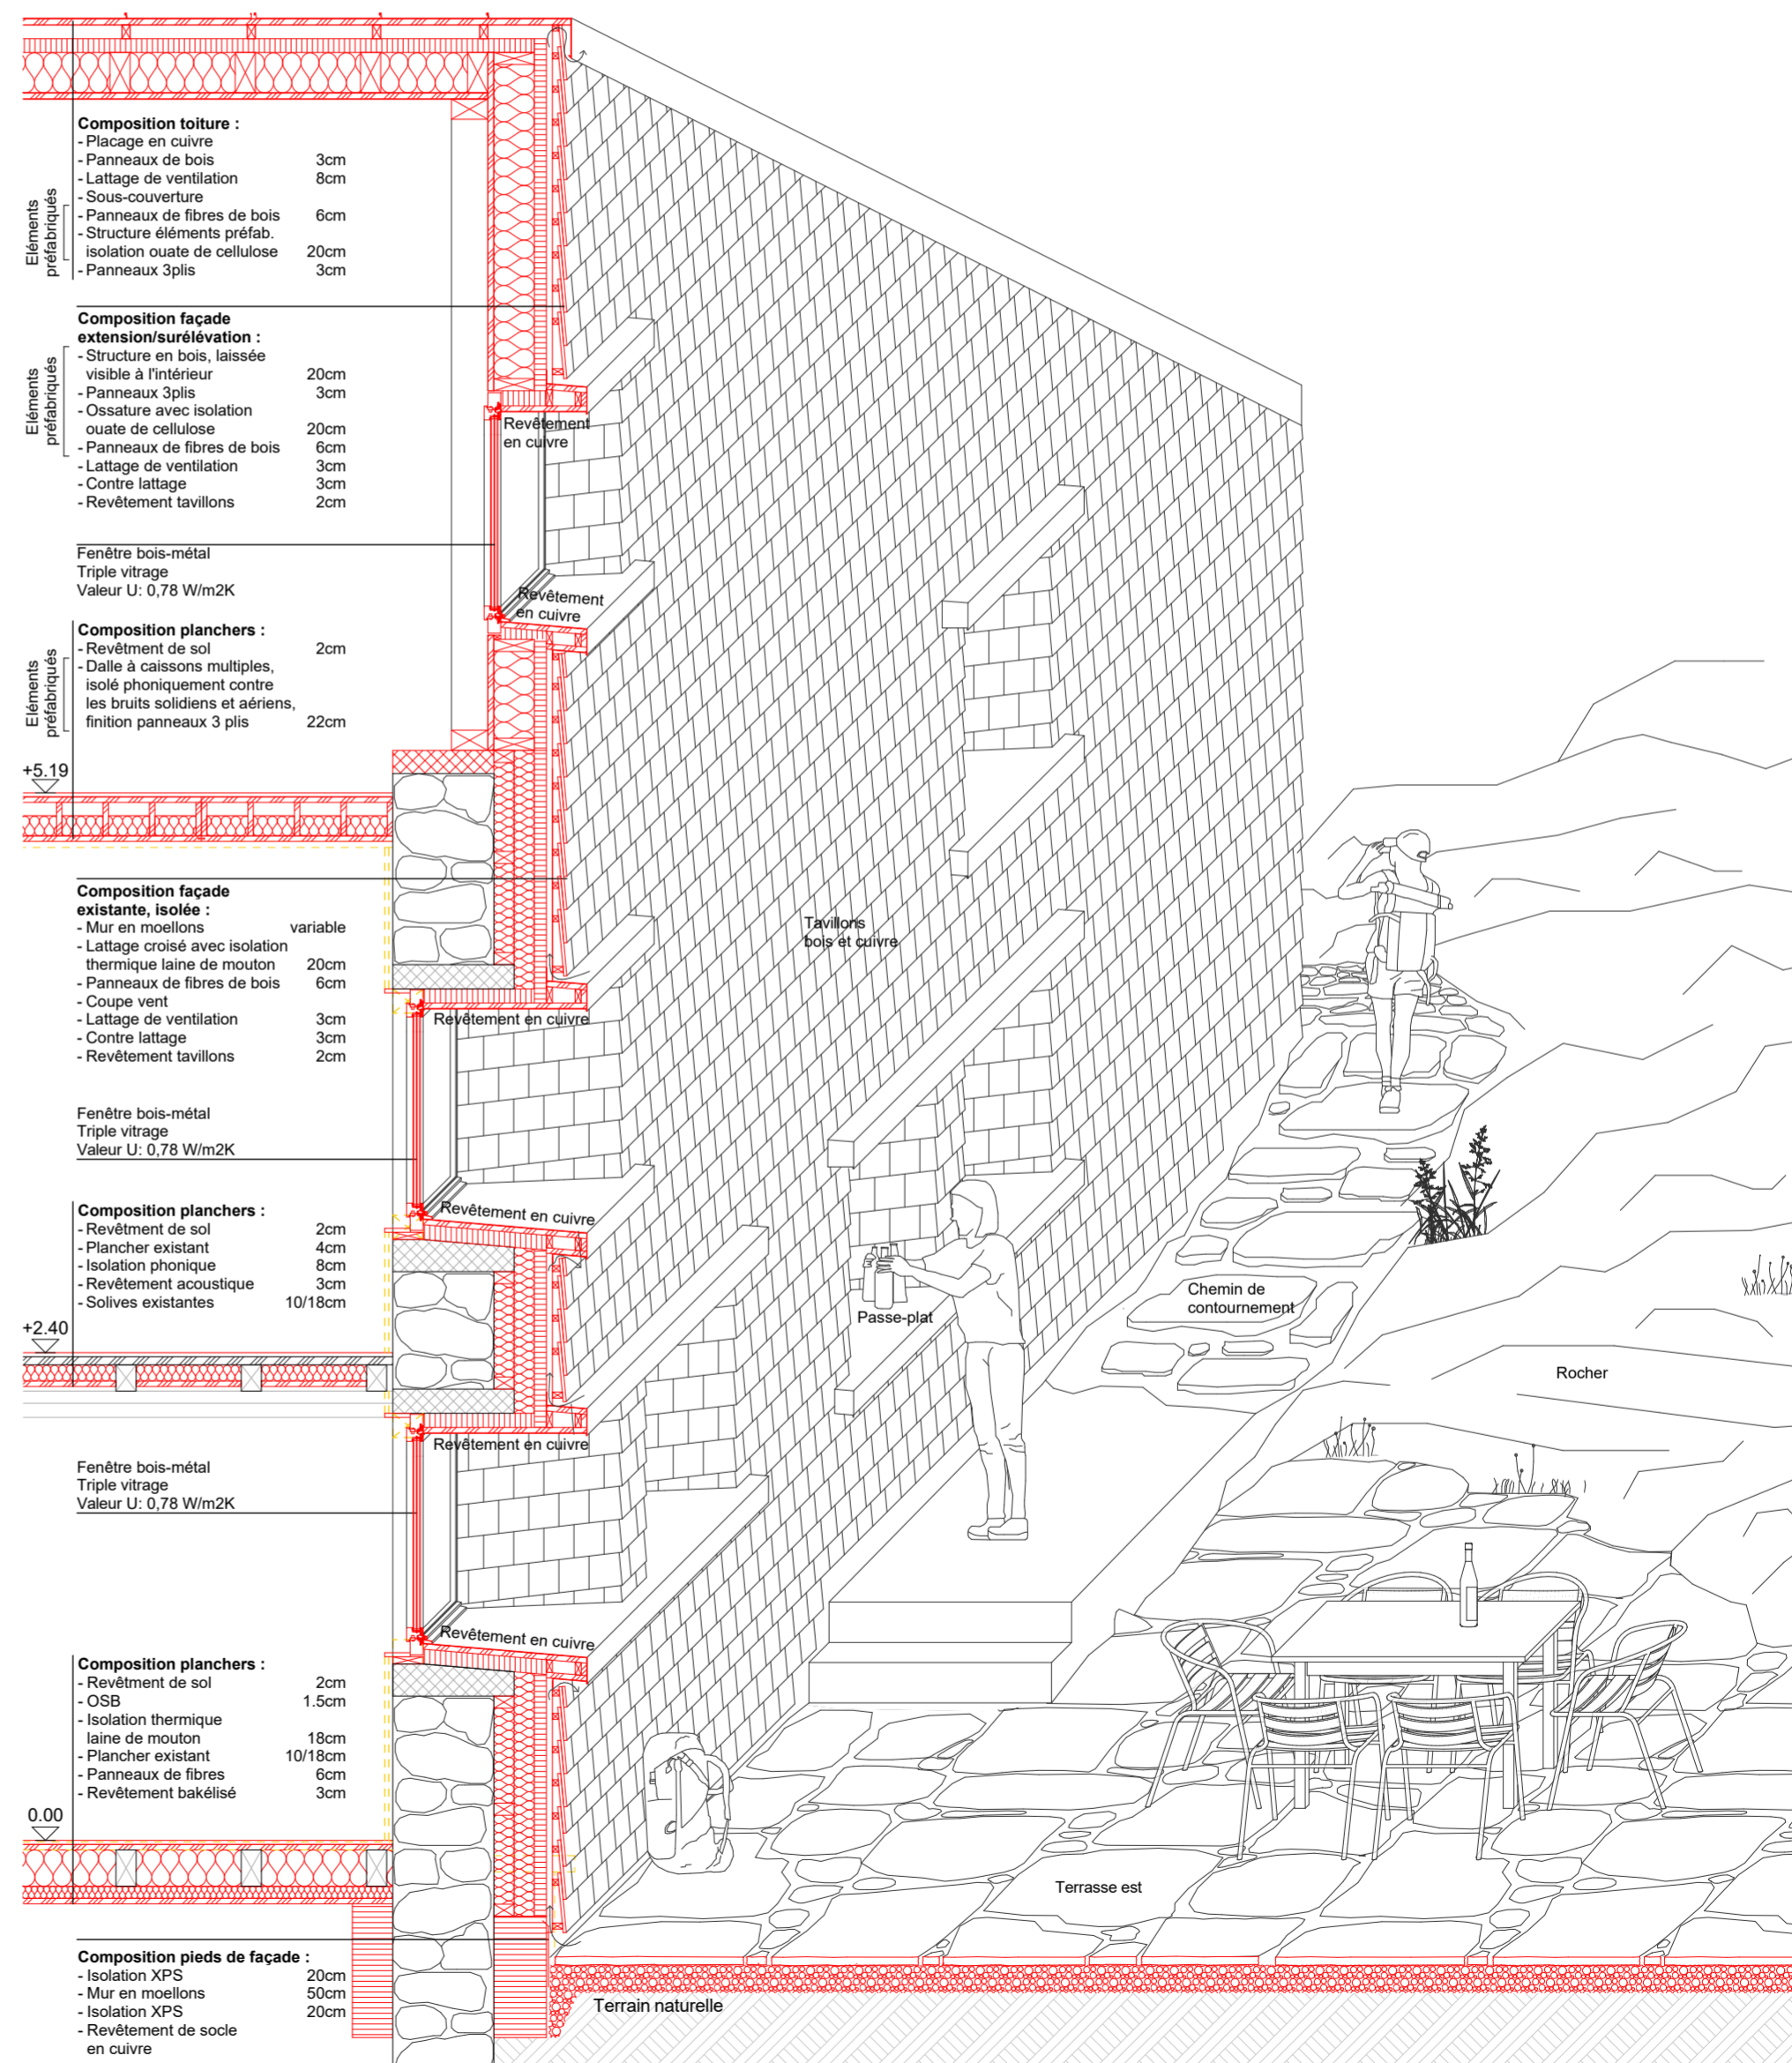 Composition toiture :
- Placage en cuivre
- Panneaux de bois 3cm
- Lattage de ventilation 8cm
- Sous-couverture
- Panneaux de fibres de bois 6cm
- Structure éléments préfab.
isolation ouate de cellulose 20cm
- Panneaux 3plis 3cm
Eléments
préfabriqués
Composition façade
extension/surélévation :
- Structure en bois, laissée
visible à l'intérieur 20cm
- Panneaux 3plis 3cm
- Ossature avec isolation
ouate de cellulose 20cm
- Panneaux de fibres de bois 6cm
- Lattage de ventilation 3cm
- Contre lattage 3cm
- Revêtement tavillons 2cm
Eléments
préfabriqués
Revêtement
en cuivre
Fenêtre bois-métal
Triple vitrage
Valeur U: 0,78 W/m2K
Revêtement
en cuivre
Composition planchers :
- Revêtment de sol 2cm
- Dalle à caissons multiples,
isolé phoniquement contre
les bruits solidiens et aériens,
finition panneaux 3 plis 22cm
Eléments
préfabriqués
+5.19
Composition façade
existante, isolée :
- Mur en moellons variable
- Lattage croisé avec isolation
thermique laine de mouton 20cm
- Panneaux de fibres de bois 6cm
- Coupe vent
- Lattage de ventilation 3cm
- Contre lattage 3cm
- Revêtement tavillons 2cm
Tavillons
bois et cuivre
Revêtement en cuivre
Fenêtre bois-métal
Triple vitrage
Valeur U: 0,78 W/m2K
Revêtement en cuivre
Composition planchers :
- Revêtment de sol 2cm
- Plancher existant 4cm
- Isolation phonique 8cm
- Revêtement acoustique 3cm
- Solives existantes 10/18cm
+2.40
Passe-plat
Chemin de
contournement
Rocher
Revêtement en cuivre
Fenêtre bois-métal
Triple vitrage
Valeur U: 0,78 W/m2K
Revêtement en cuivre
Composition planchers :
- Revêtment de sol 2cm
- OSB 1.5cm
- Isolation thermique
laine de mouton 18cm
- Plancher existant 10/18cm
- Panneaux de fibres 6cm
- Revêtement bakélisé 3cm
0.00
Terrasse est
Composition pieds de façade :
- Isolation XPS 20cm
- Mur en moellons 50cm
- Isolation XPS 20cm
- Revêtement de socle
en cuivre
Terrain naturelle